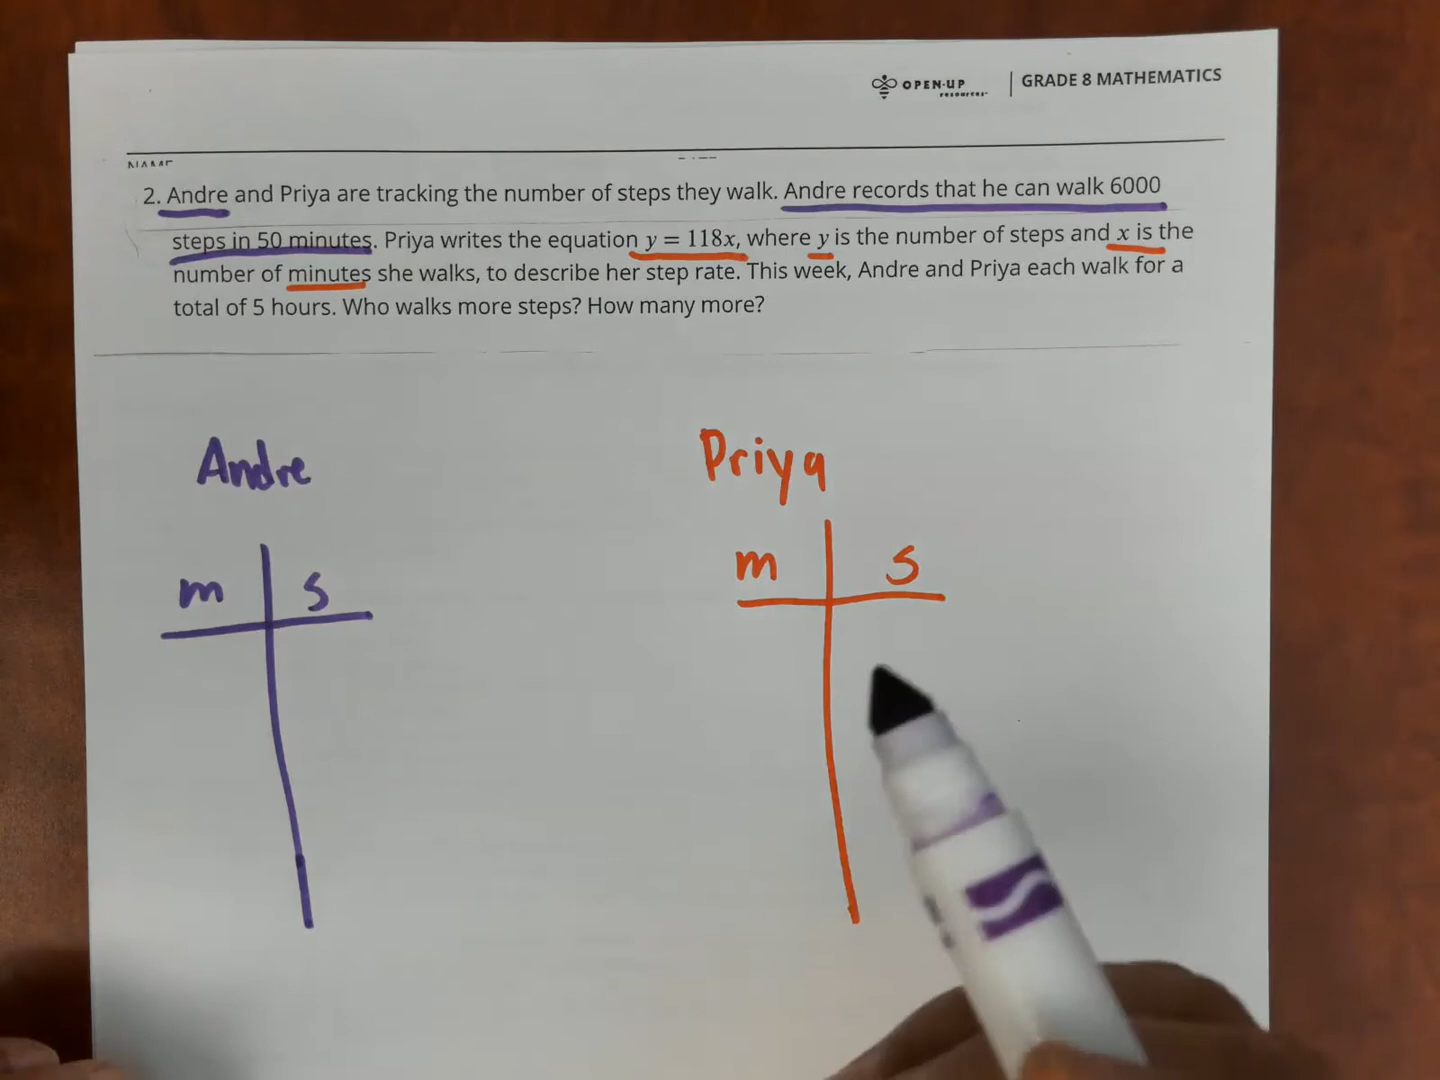 OPEN-UP
resources
GRADE 8 MATHEMATICS
2. Andre and Priya are tracking the number of steps they walk. Andre records that he can walk 6000
steps in 50 minutes. Priya writes the equation y = 118x, where y is the number of steps and x is the
number of minutes she walks, to describe her step rate. This week, Andre and Priya each walk for a
total of 5 hours. Who walks more steps? How many more?
Andre
Priya
m s
m s